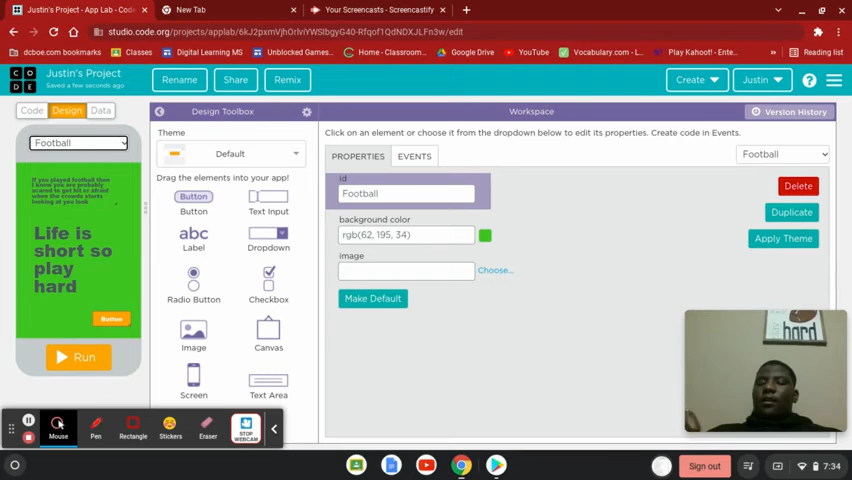 Justin's Project - App Lab - Code
New Tab
Your Screencasts - Screencastify
studio.code.org/projects/applab/6kJ2pxmVjhOrlviYWSIbgyG40-Rfqof1QdNDXJLFn3w/edit
dcboe.com bookmarks
Classes
Digital Learning MS
Unblocked Games:
Home - Classroom...
Google Drive
YouTube
Vocabulary.com -...
Play Kahoot! - Ente...
»
Reading list
CODE
Justin's Project
Saved a few seconds ago
Rename
Share
Remix
Create
Justin
Code
Design
Data
Design Toolbox
Workspace
Version History
Football
If you played football then
I know you are probably
scared to get hit or afrid
when the crowds starts
looking at you look
Life is
short so
play
hard
Button
Run
Theme
Default
Drag the elements into your app!
Button
Button
Text Input
abc
Label
Dropdown
Radio Button
Checkbox
Image
Canvas
Screen
Text Area
Click on an element or choose it from the dropdown below to edit its properties. Create code in Events.
PROPERTIES
EVENTS
Football
id
Football
background color
rgb(62, 195, 34)
image
Choose...
Make Default
Delete
Duplicate
Apply Theme
hard
Mouse
Pen
Rectangle
Stickers
Eraser
STOP
WEBCAM
Sign out
7:34